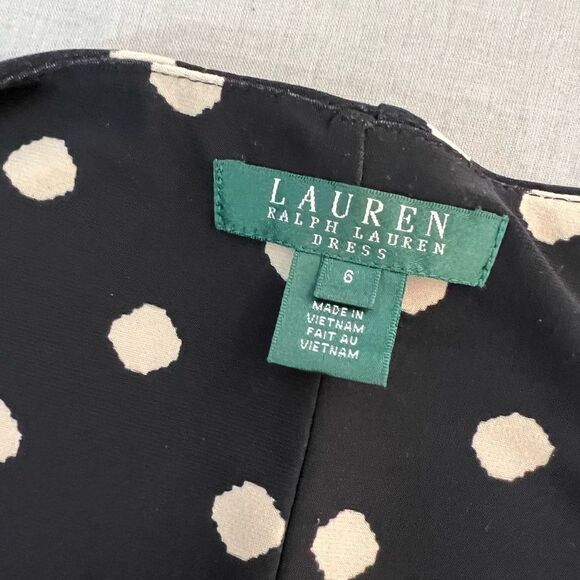 LAUREN
RALPH LAUREN
DRESS
6
MADE IN
VIETNAM
FAIT AU
VIETNAM